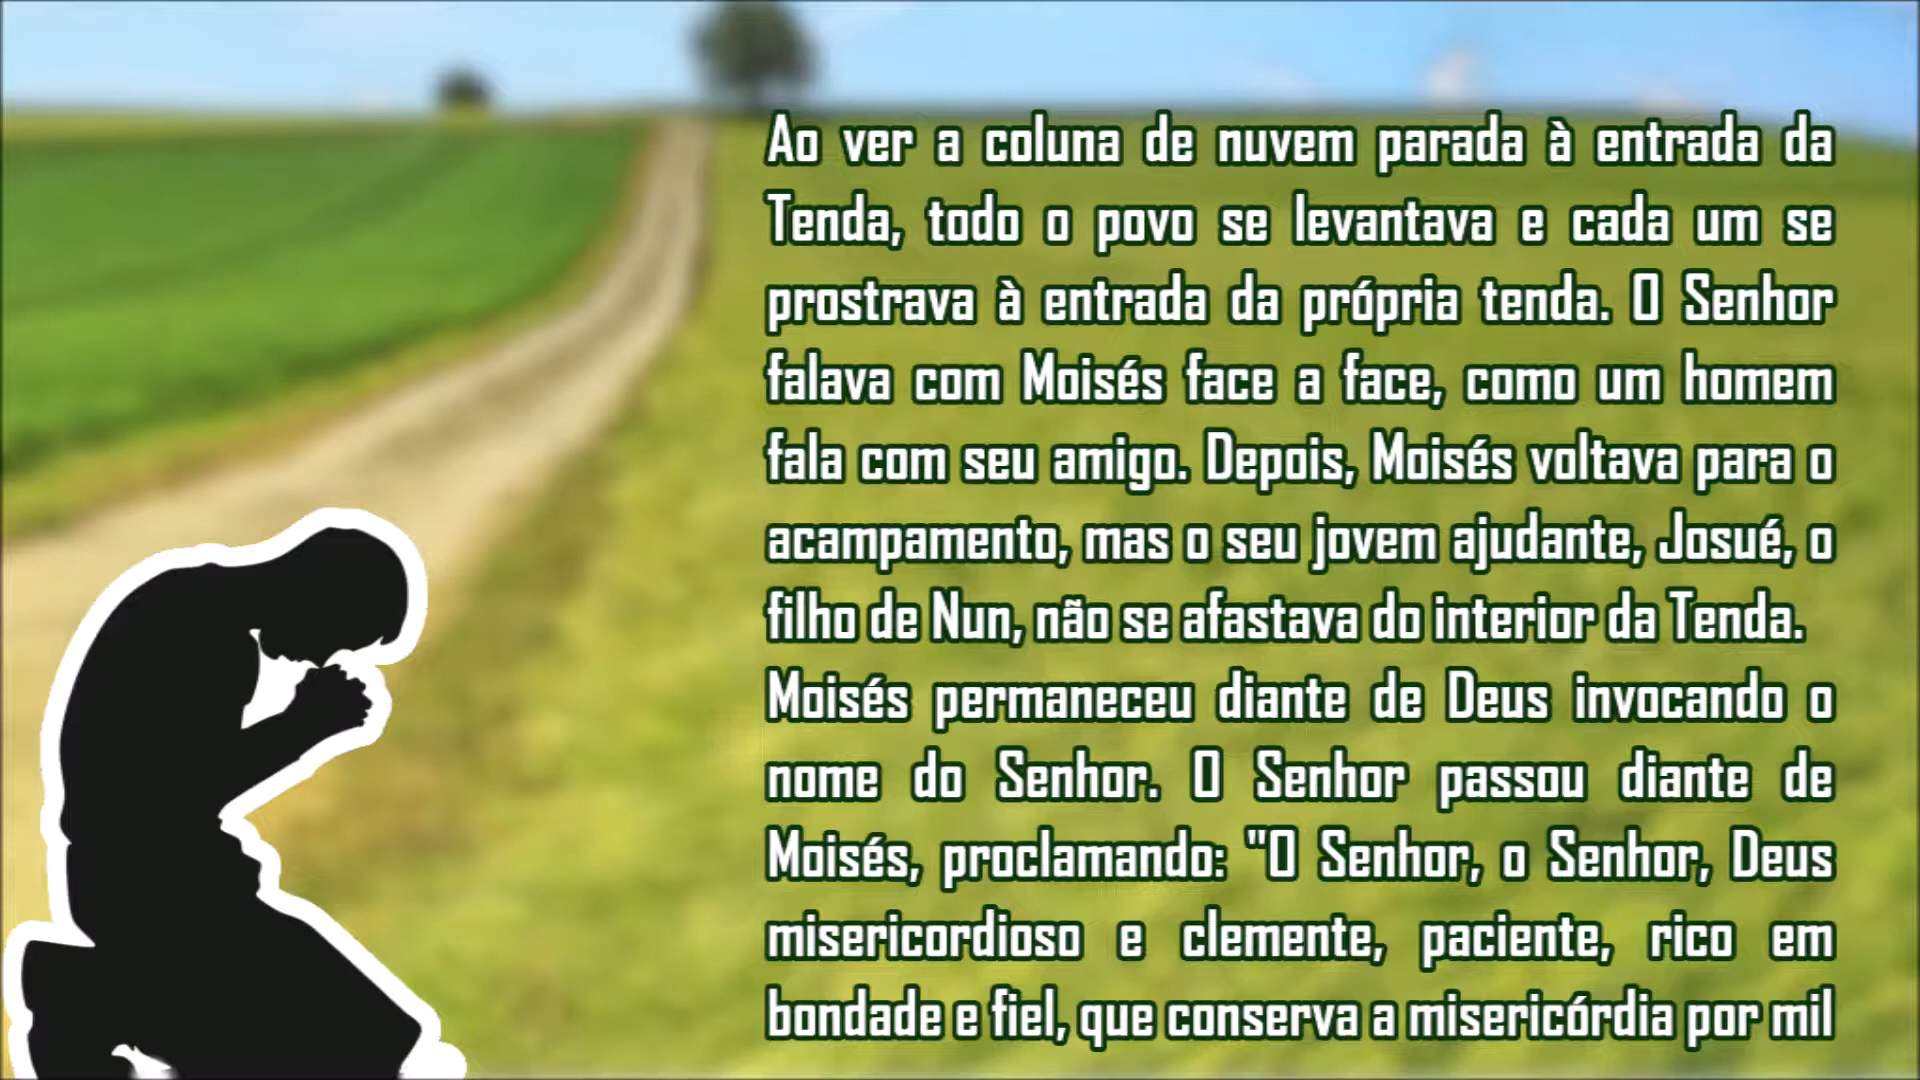 Ao ver a coluna de nuvem parada à entrada da
Tenda, todo o povo se levantava e cada um se
prostrava à entrada da própria tenda. O Senhor
falava com Moisés face a face, como um homem
fala com seu amigo. Depois, Moisés voltava para o
acampamento, mas o seu jovem ajudante, Josué, o
filho de Nun, não se afastava do interior da Tenda.
Moisés permaneceu diante de Deus invocando o
nome do Senhor. O Senhor passou diante de
Moisés, proclamando: "O Senhor, o Senhor, Deus
misericordioso e clemente, paciente, rico em
bondade e fiel, que conserva a misericórdia por mil